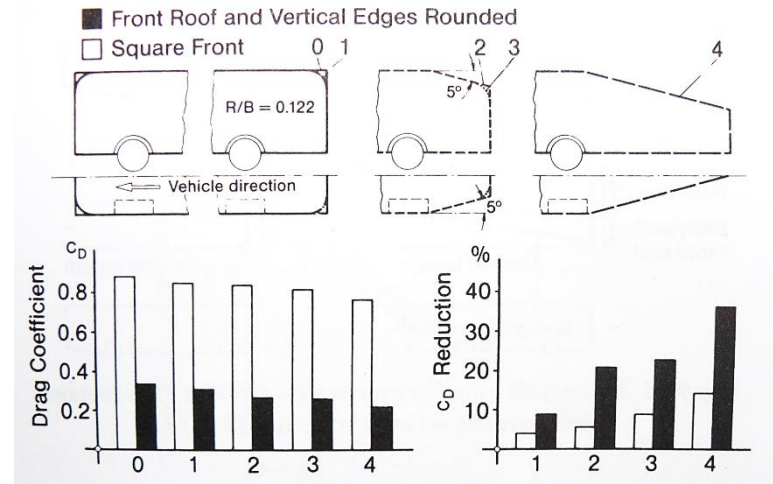 Front Roof and Vertical Edges Rounded
Square Front
0 1 2 3 4
R/B = 0.122
5°
Vehicle direction
5°
Drag Coefficient
C_D
0.8
0.6
0.4
0.2
0 1 2 3 4
C_D Reduction
%
40
30
20
10
1 2 3 4